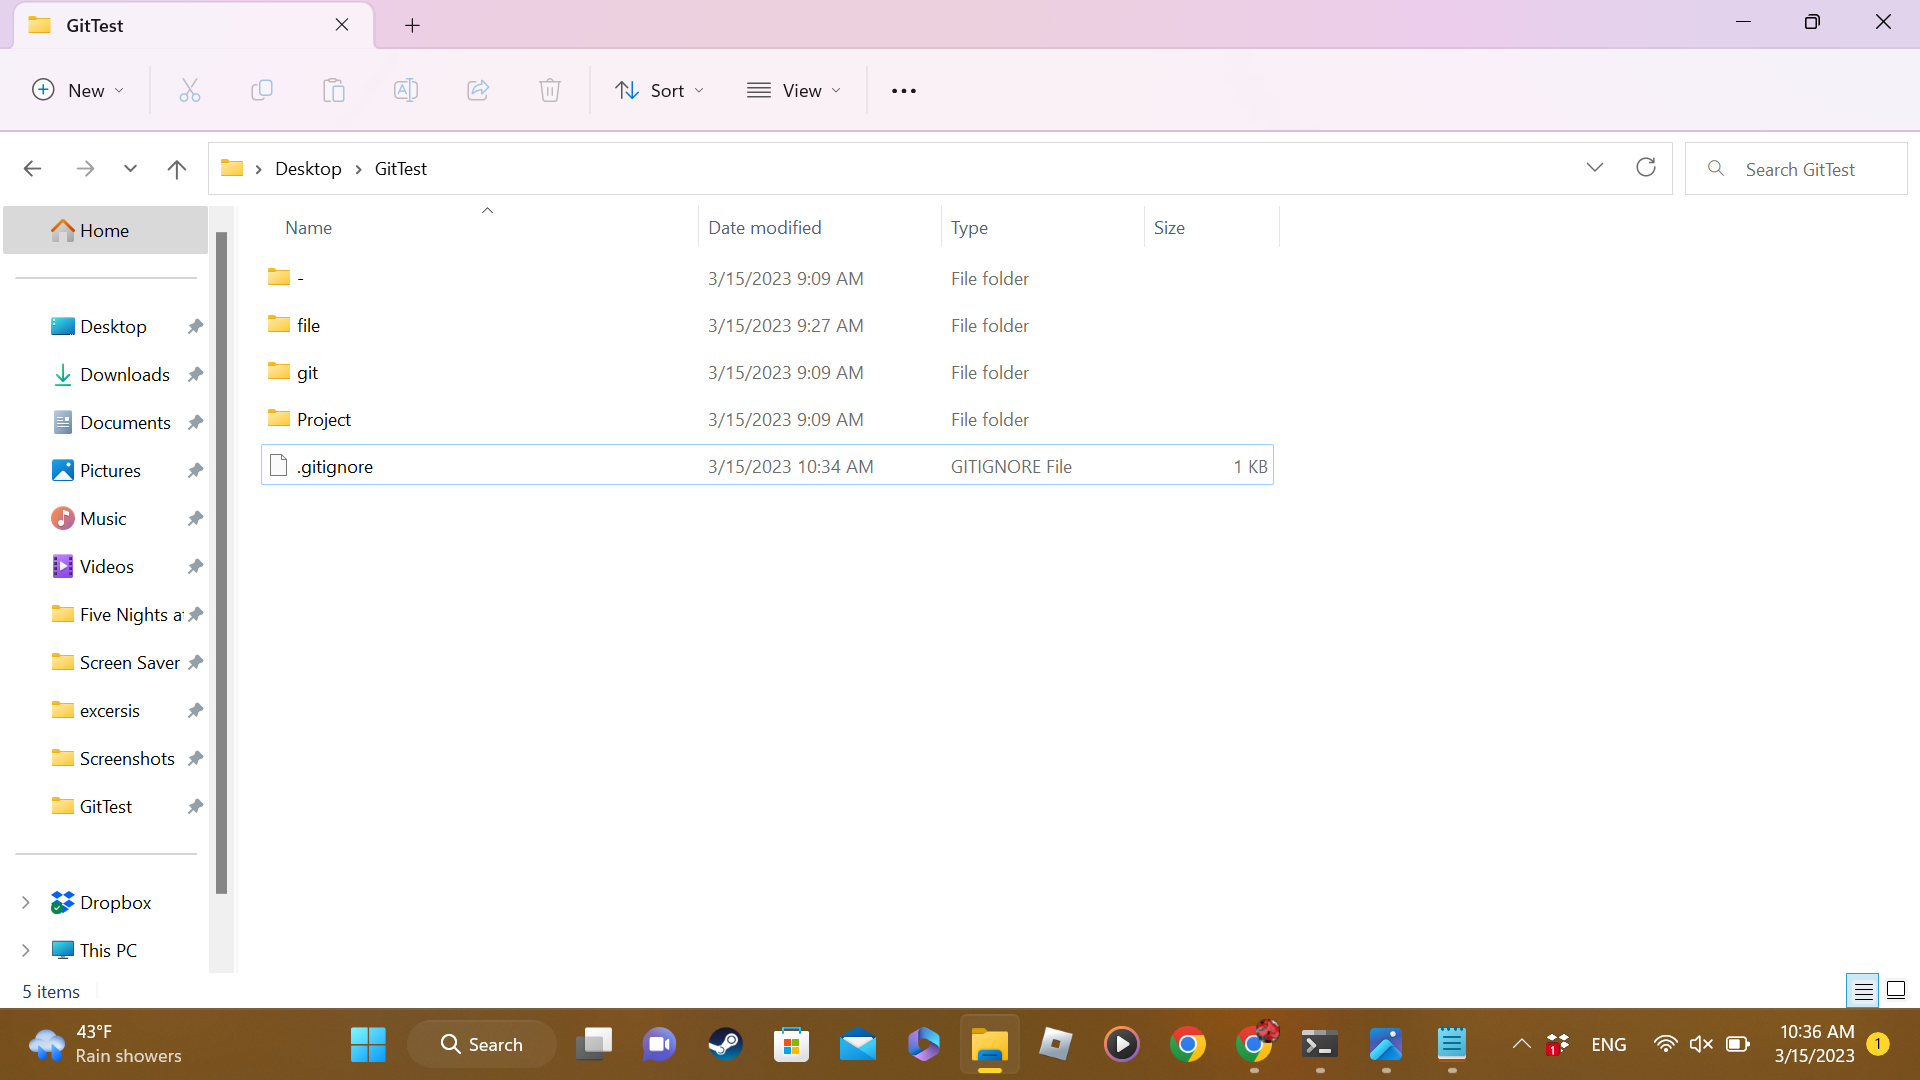 GitTest
New
Sort
View
Desktop
GitTest
Search GitTest
Name Date modified Type Size
- 3/15/2023 9:09 AM File folder
file 3/15/2023 9:27 AM File folder
git 3/15/2023 9:09 AM File folder
Project 3/15/2023 9:09 AM File folder
.gitignore 3/15/2023 10:34 AM GITIGNORE File 1 KB
Home
Desktop
Downloads
Documents
Pictures
Music
Videos
Five Nights a
Screen Saver
excersis
Screenshots
GitTest
Dropbox
This PC
5 items
43°F
Rain showers
Search
1
ENG
10:36 AM
3/15/2023
1